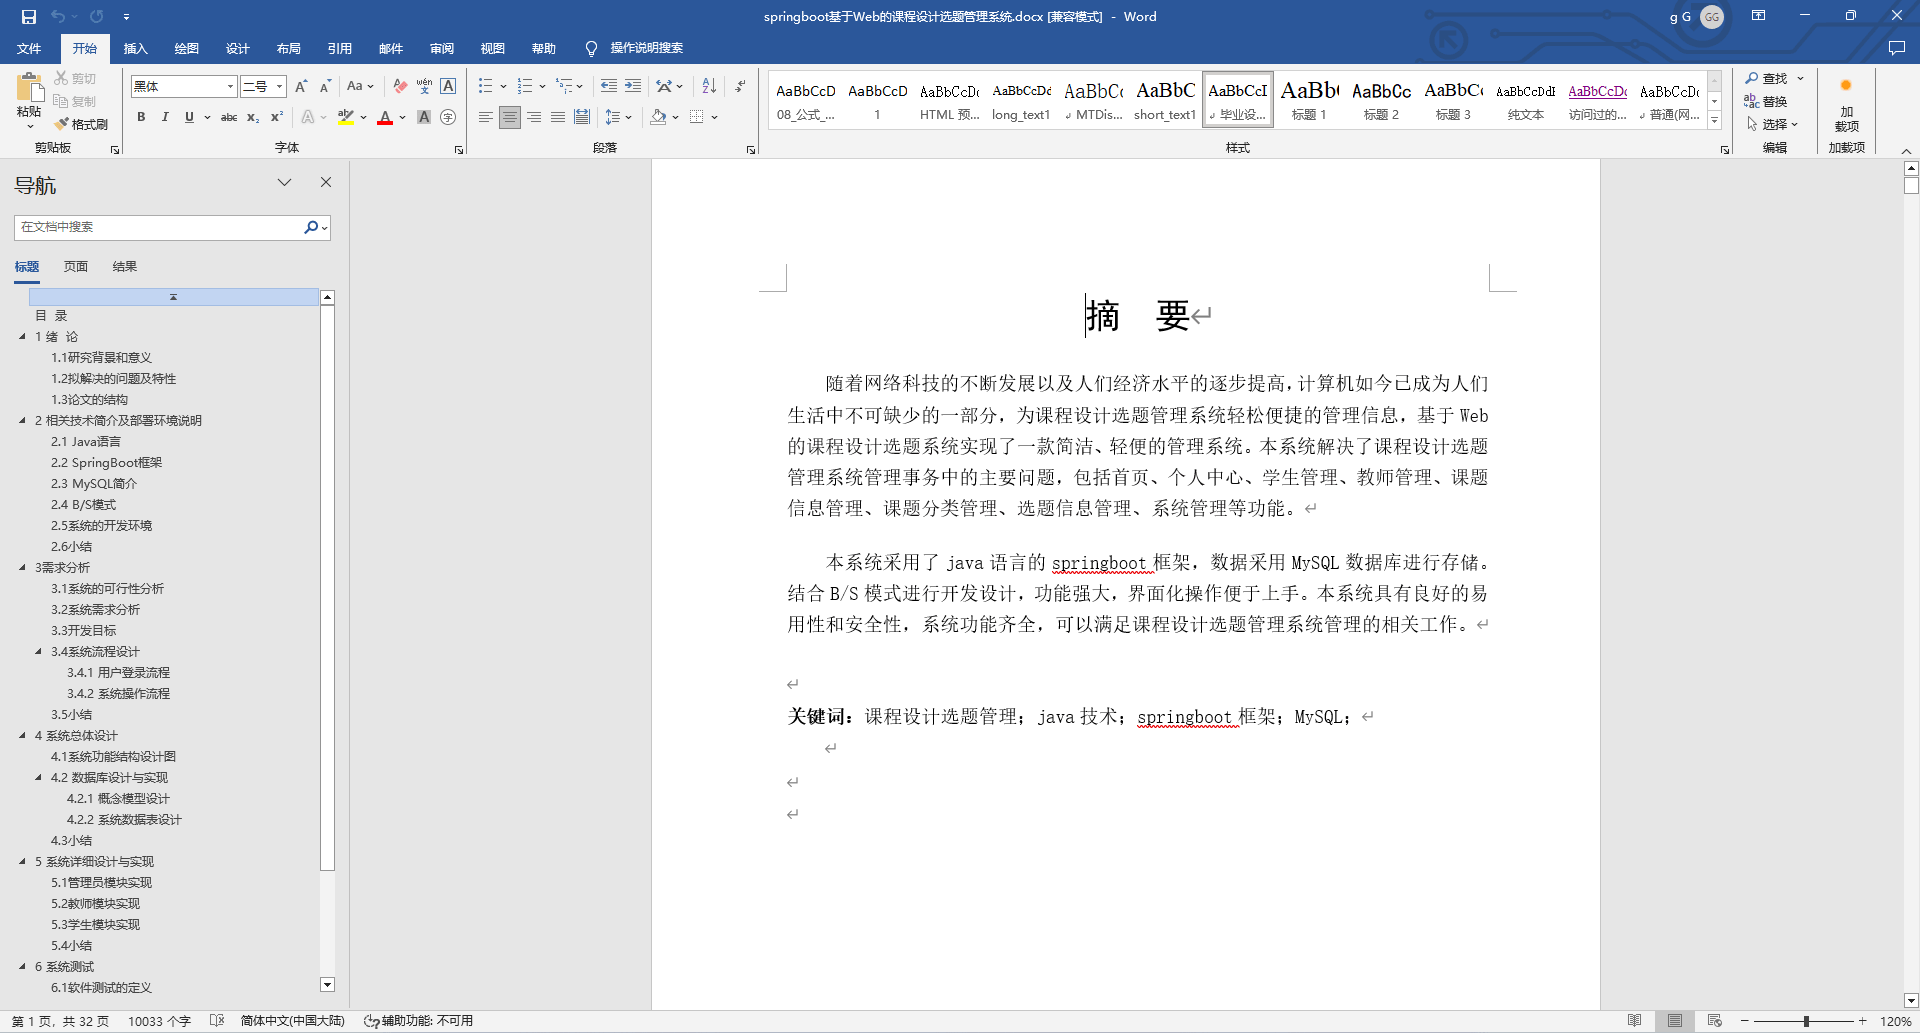 springboot基于Web的课程设计选题管理系统.docx [兼容模式] - Word
g G GG
文件 开始 插入 绘图 设计 布局 引用 邮件 审阅 视图 帮助 操作说明搜索
粘贴 剪切 复制 格式刷 剪贴板
黑体 二号 字体
段落
AaBbCcD 08_公式_...
AaBbCcD 1
AaBbCcDc HTML 预...
AaBbCcDd long_text1
AaBbC( MTDis...
AaBbC short_text1
AaBbCcI 毕业设...
AaBb( 标题 1
AaBbCc 标题 2
AaBbC( 标题 3
AaBbCcDdE 纯文本
AaBbCcDc 访问过的...
AaBbCcDc 普通(网...
样式
查找 替换 选择 编辑
加载项 加载项
导航
在文档中搜索
标题 页面 结果
目 录
1 绪 论
1.1研究背景和意义
1.2拟解决的问题及特性
1.3论文的结构
2 相关技术简介及部署环境说明
2.1 Java语言
2.2 SpringBoot框架
2.3 MySQL简介
2.4 B/S模式
2.5系统的开发环境
2.6小结
3需求分析
3.1系统的可行性分析
3.2系统需求分析
3.3开发目标
3.4系统流程设计
3.4.1 用户登录流程
3.4.2 系统操作流程
3.5小结
4 系统总体设计
4.1系统功能结构设计图
4.2 数据库设计与实现
4.2.1 概念模型设计
4.2.2 系统数据表设计
4.3小结
5 系统详细设计与实现
5.1管理员模块实现
5.2教师模块实现
5.3学生模块实现
5.4小结
6 系统测试
6.1软件测试的定义
摘 要
随着网络科技的不断发展以及人们经济水平的逐步提高，计算机如今已成为人们
生活中不可缺少的一部分，为课程设计选题管理系统轻松便捷的管理信息，基于 Web
的课程设计选题系统实现了一款简洁、轻便的管理系统。本系统解决了课程设计选题
管理系统管理事务中的主要问题，包括首页、个人中心、学生管理、教师管理、课题
信息管理、课题分类管理、选题信息管理、系统管理等功能。
本系统采用了 java 语言的 springboot 框架，数据采用 MySQL 数据库进行存储。
结合 B/S 模式进行开发设计，功能强大，界面化操作便于上手。本系统具有良好的易
用性和安全性，系统功能齐全，可以满足课程设计选题管理系统管理的相关工作。
关键词：课程设计选题管理；java 技术；springboot 框架；MySQL；
第 1 页，共 32 页 10033 个字 简体中文(中国大陆) 辅助功能: 不可用 120%